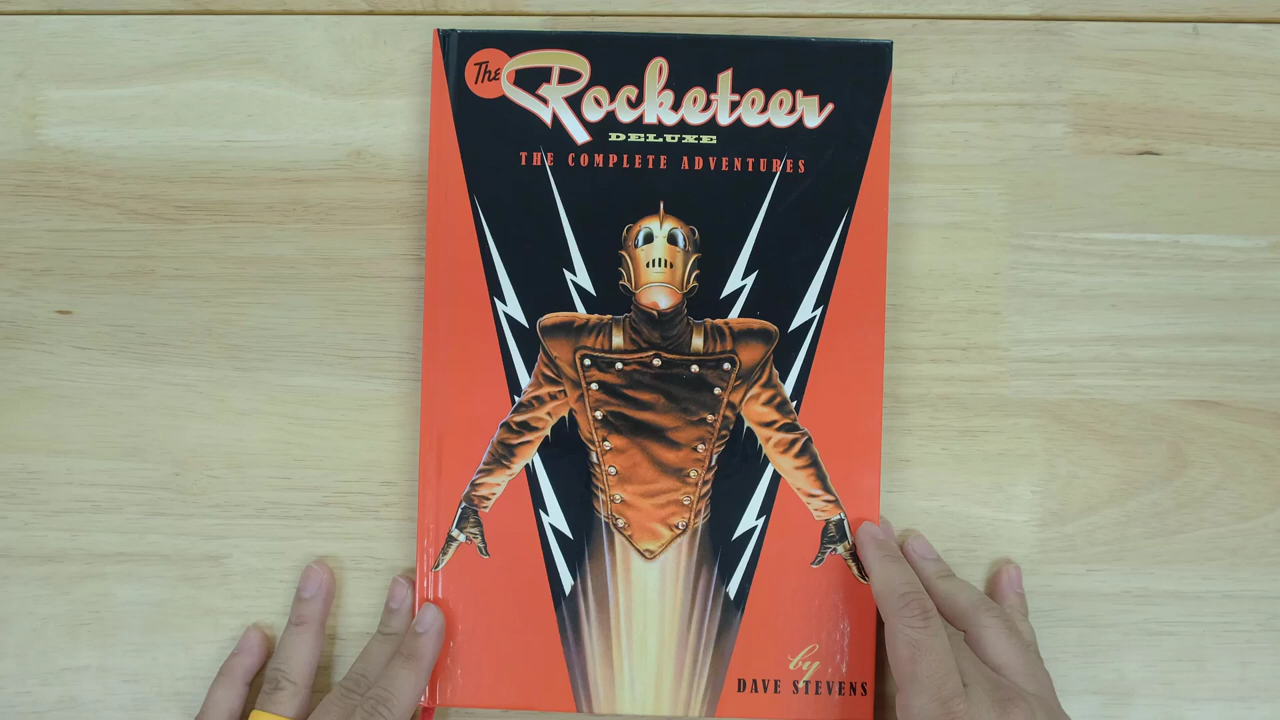 The Rocketeer
DELUXE
THE COMPLETE ADVENTURES
by
DAVE STEVENS